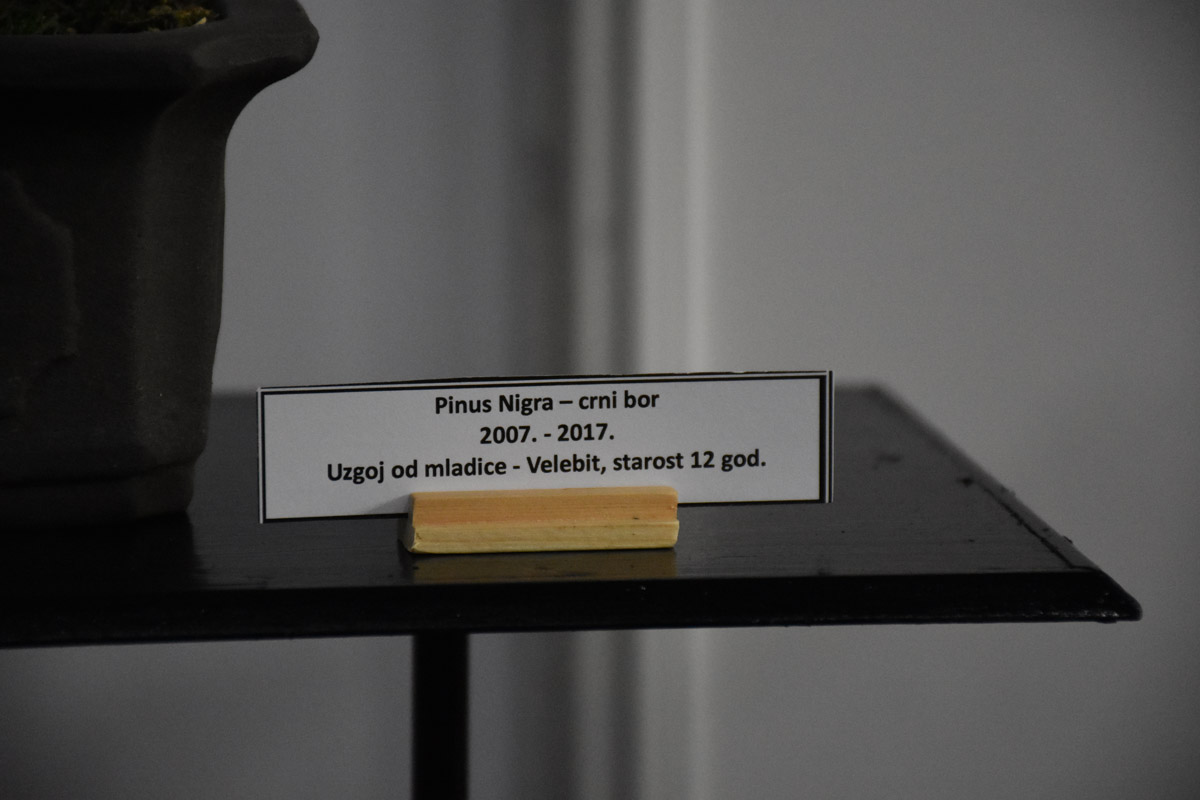 Pinus Nigra – crni bor
2007. - 2017.
Uzgoj od mladice - Velebit, starost 12 god.